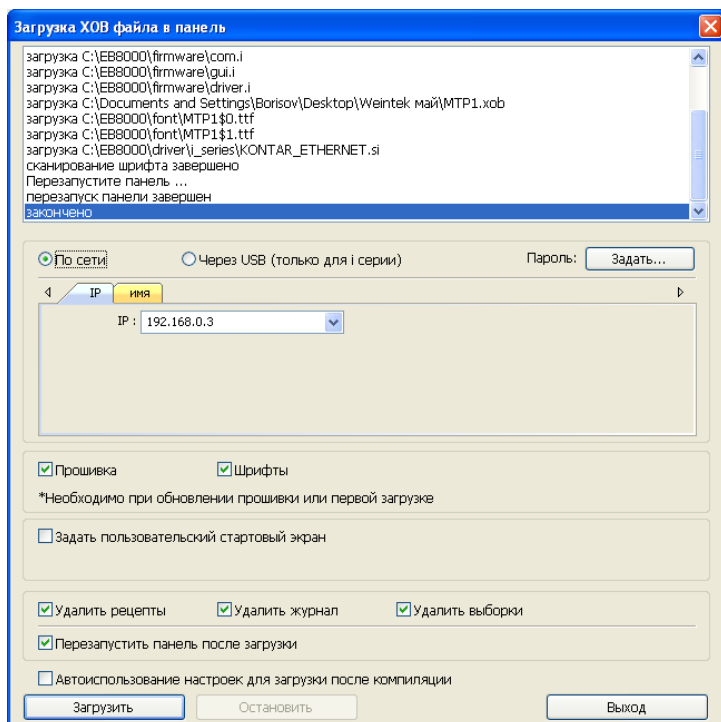 Загрузка XOB файла в панель
загрузка C:\EB8000\firmware\com.i
загрузка C:\EB8000\firmware\gui.i
загрузка C:\EB8000\firmware\driver.i
загрузка C:\Documents and Settings\Borisov\Desktop\Weintek май\MTP1.xob
загрузка C:\EB8000\font\MTP1$0.ttf
загрузка C:\EB8000\font\MTP1$1.ttf
загрузка C:\EB8000\driver\i_series\KONTAR_ETHERNET.si
сканирование шрифта завершено
Перезапустите панель ...
перезапуск панели завершен
закончено
По сети Через USB (только для i серии) Пароль: Задать...
IP имя
IP : 192.168.0.3
Прошивка Шрифты
*Необходимо при обновлении прошивки или первой загрузке
Задать пользовательский стартовый экран
Удалить рецепты Удалить журнал Удалить выборки
Перезапустить панель после загрузки
Автоиспользование настроек для загрузки после компиляции
Загрузить Остановить Выход